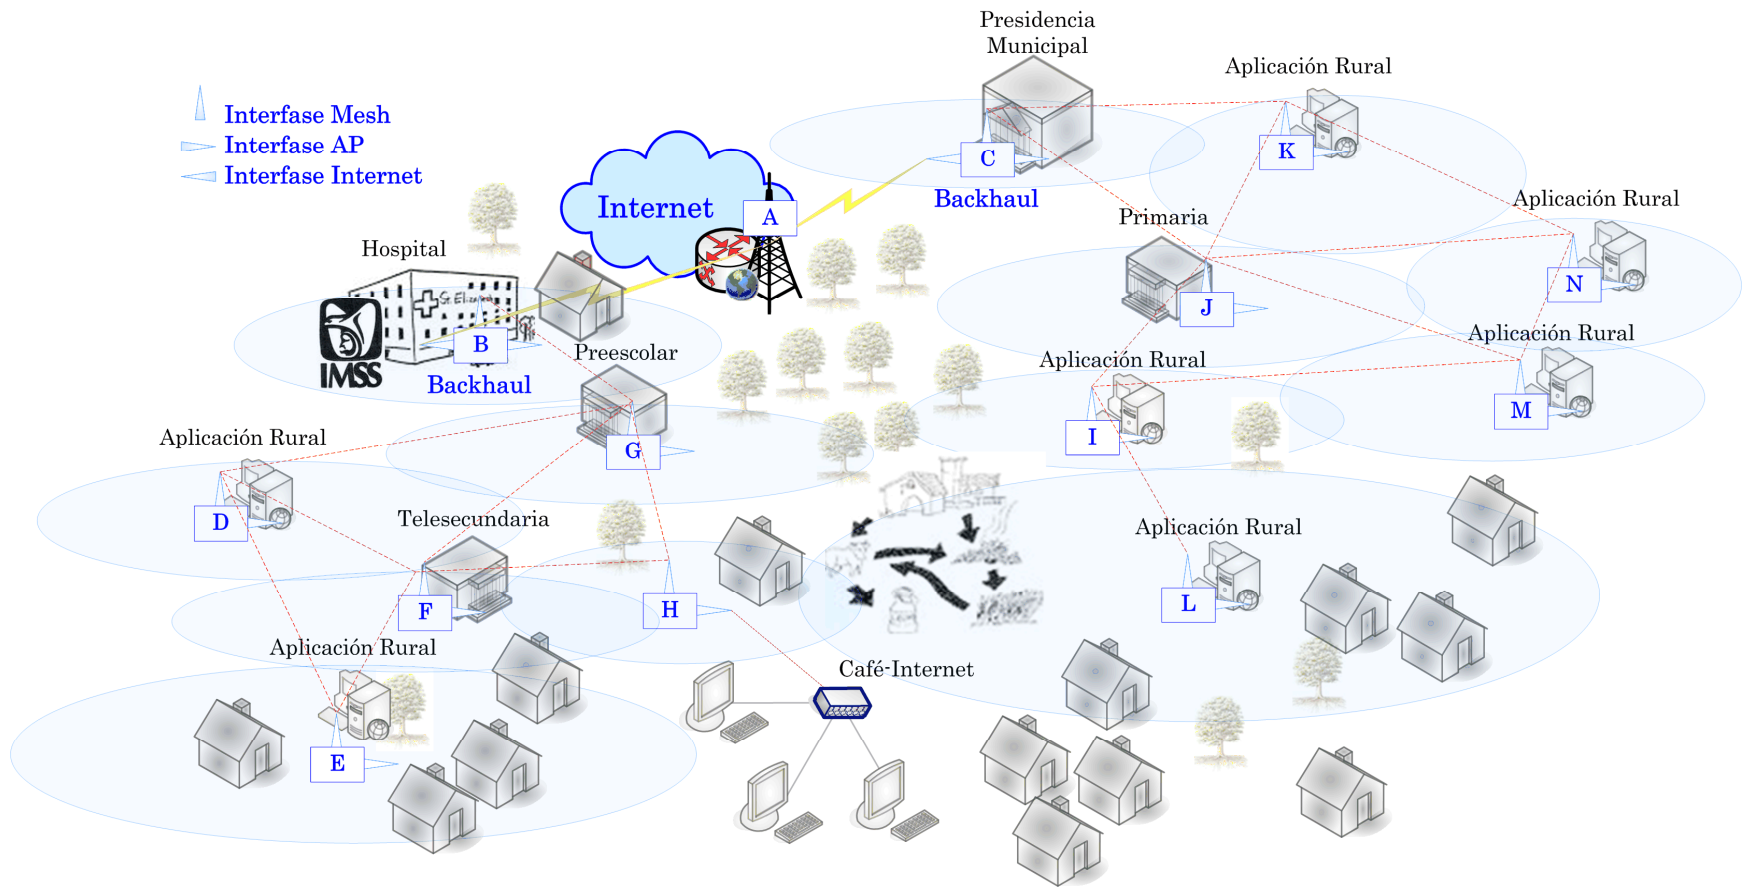 Presidencia
Municipal
Aplicación Rural
Interfase Mesh
Interfase AP
Interfase Internet
K
C
Backhaul
Internet
A
Aplicación Rural
Primaria
Hospital
N
J
IMSS
B
Backhaul
Preescolar
Aplicación Rural
Aplicación Rural
M
I
G
Aplicación Rural
D
Telesecundaria
Aplicación Rural
F
H
L
Aplicación Rural
Café-Internet
E